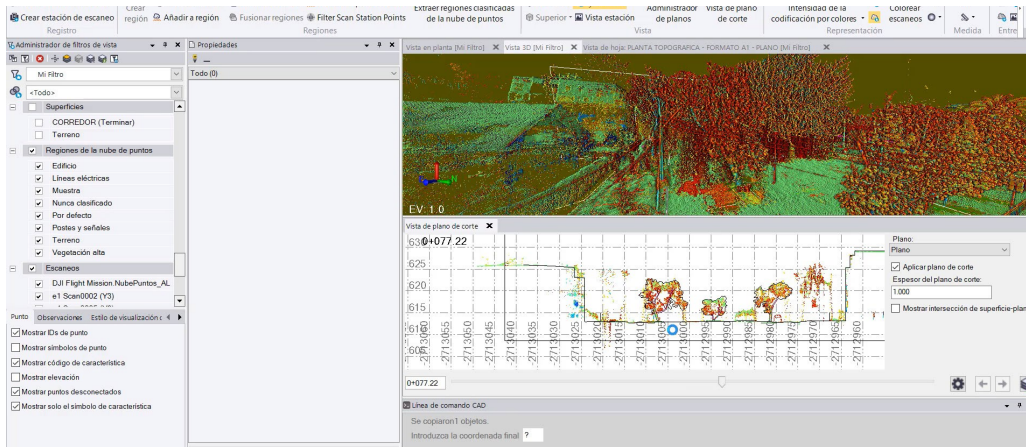 Crear estación de escaneo
Crear
región
Añadir a región
Fusionar regiones
Filter Scan Station Points
Extraer regiones clasificadas
de la nube de puntos
Superior
Vista estación
Administrador
de planos
Vista de plano
de corte
Intensidad de la
codificación por colores
Colorear
escaneos
Registro
Regiones
Vista
Representación
Medida
Entre
Administrador de filtros de vista
Mi Filtro
<Todo>
Superficies
CORREDOR (Terminar)
Terreno
Regiones de la nube de puntos
Edificio
Líneas eléctricas
Muestra
Nunca clasificado
Por defecto
Postes y señales
Terreno
Vegetación alta
Escaneos
DJI Flight Mission.NubePuntos_AL
e1 Scan0002 (Y3)
Punto Observaciones Estilo de visualización c
Mostrar IDs de punto
Mostrar símbolos de punto
Mostrar código de característica
Mostrar elevación
Mostrar puntos desconectados
Mostrar solo el símbolo de característica
Propiedades
Todo (0)
Vista en planta [Mi Filtro] Vista 3D [Mi Filtro] Vista de hoja: PLANTA TOPOGRAFICA - FORMATO A1 - PLANO [Mi Filtro]
N
EV: 1.0
Vista de plano de corte
0+077.22
630
625
620
615
610
605
-2713060
-2713055
-2713050
-2713045
-2713040
-2713035
-2713030
-2713025
-2713020
-2713015
-2713010
-2713005
-2713000
-2712995
-2712990
-2712985
-2712980
-2712975
-2712970
-2712965
-2712960
Plano:
Plano
Aplicar plano de corte
Espesor del plano de corte:
1.000
Mostrar intersección de superficie-plan
0+077.22
Línea de comando CAD
Se copiaron1 objetos.
Introduzca la coordenada final ?